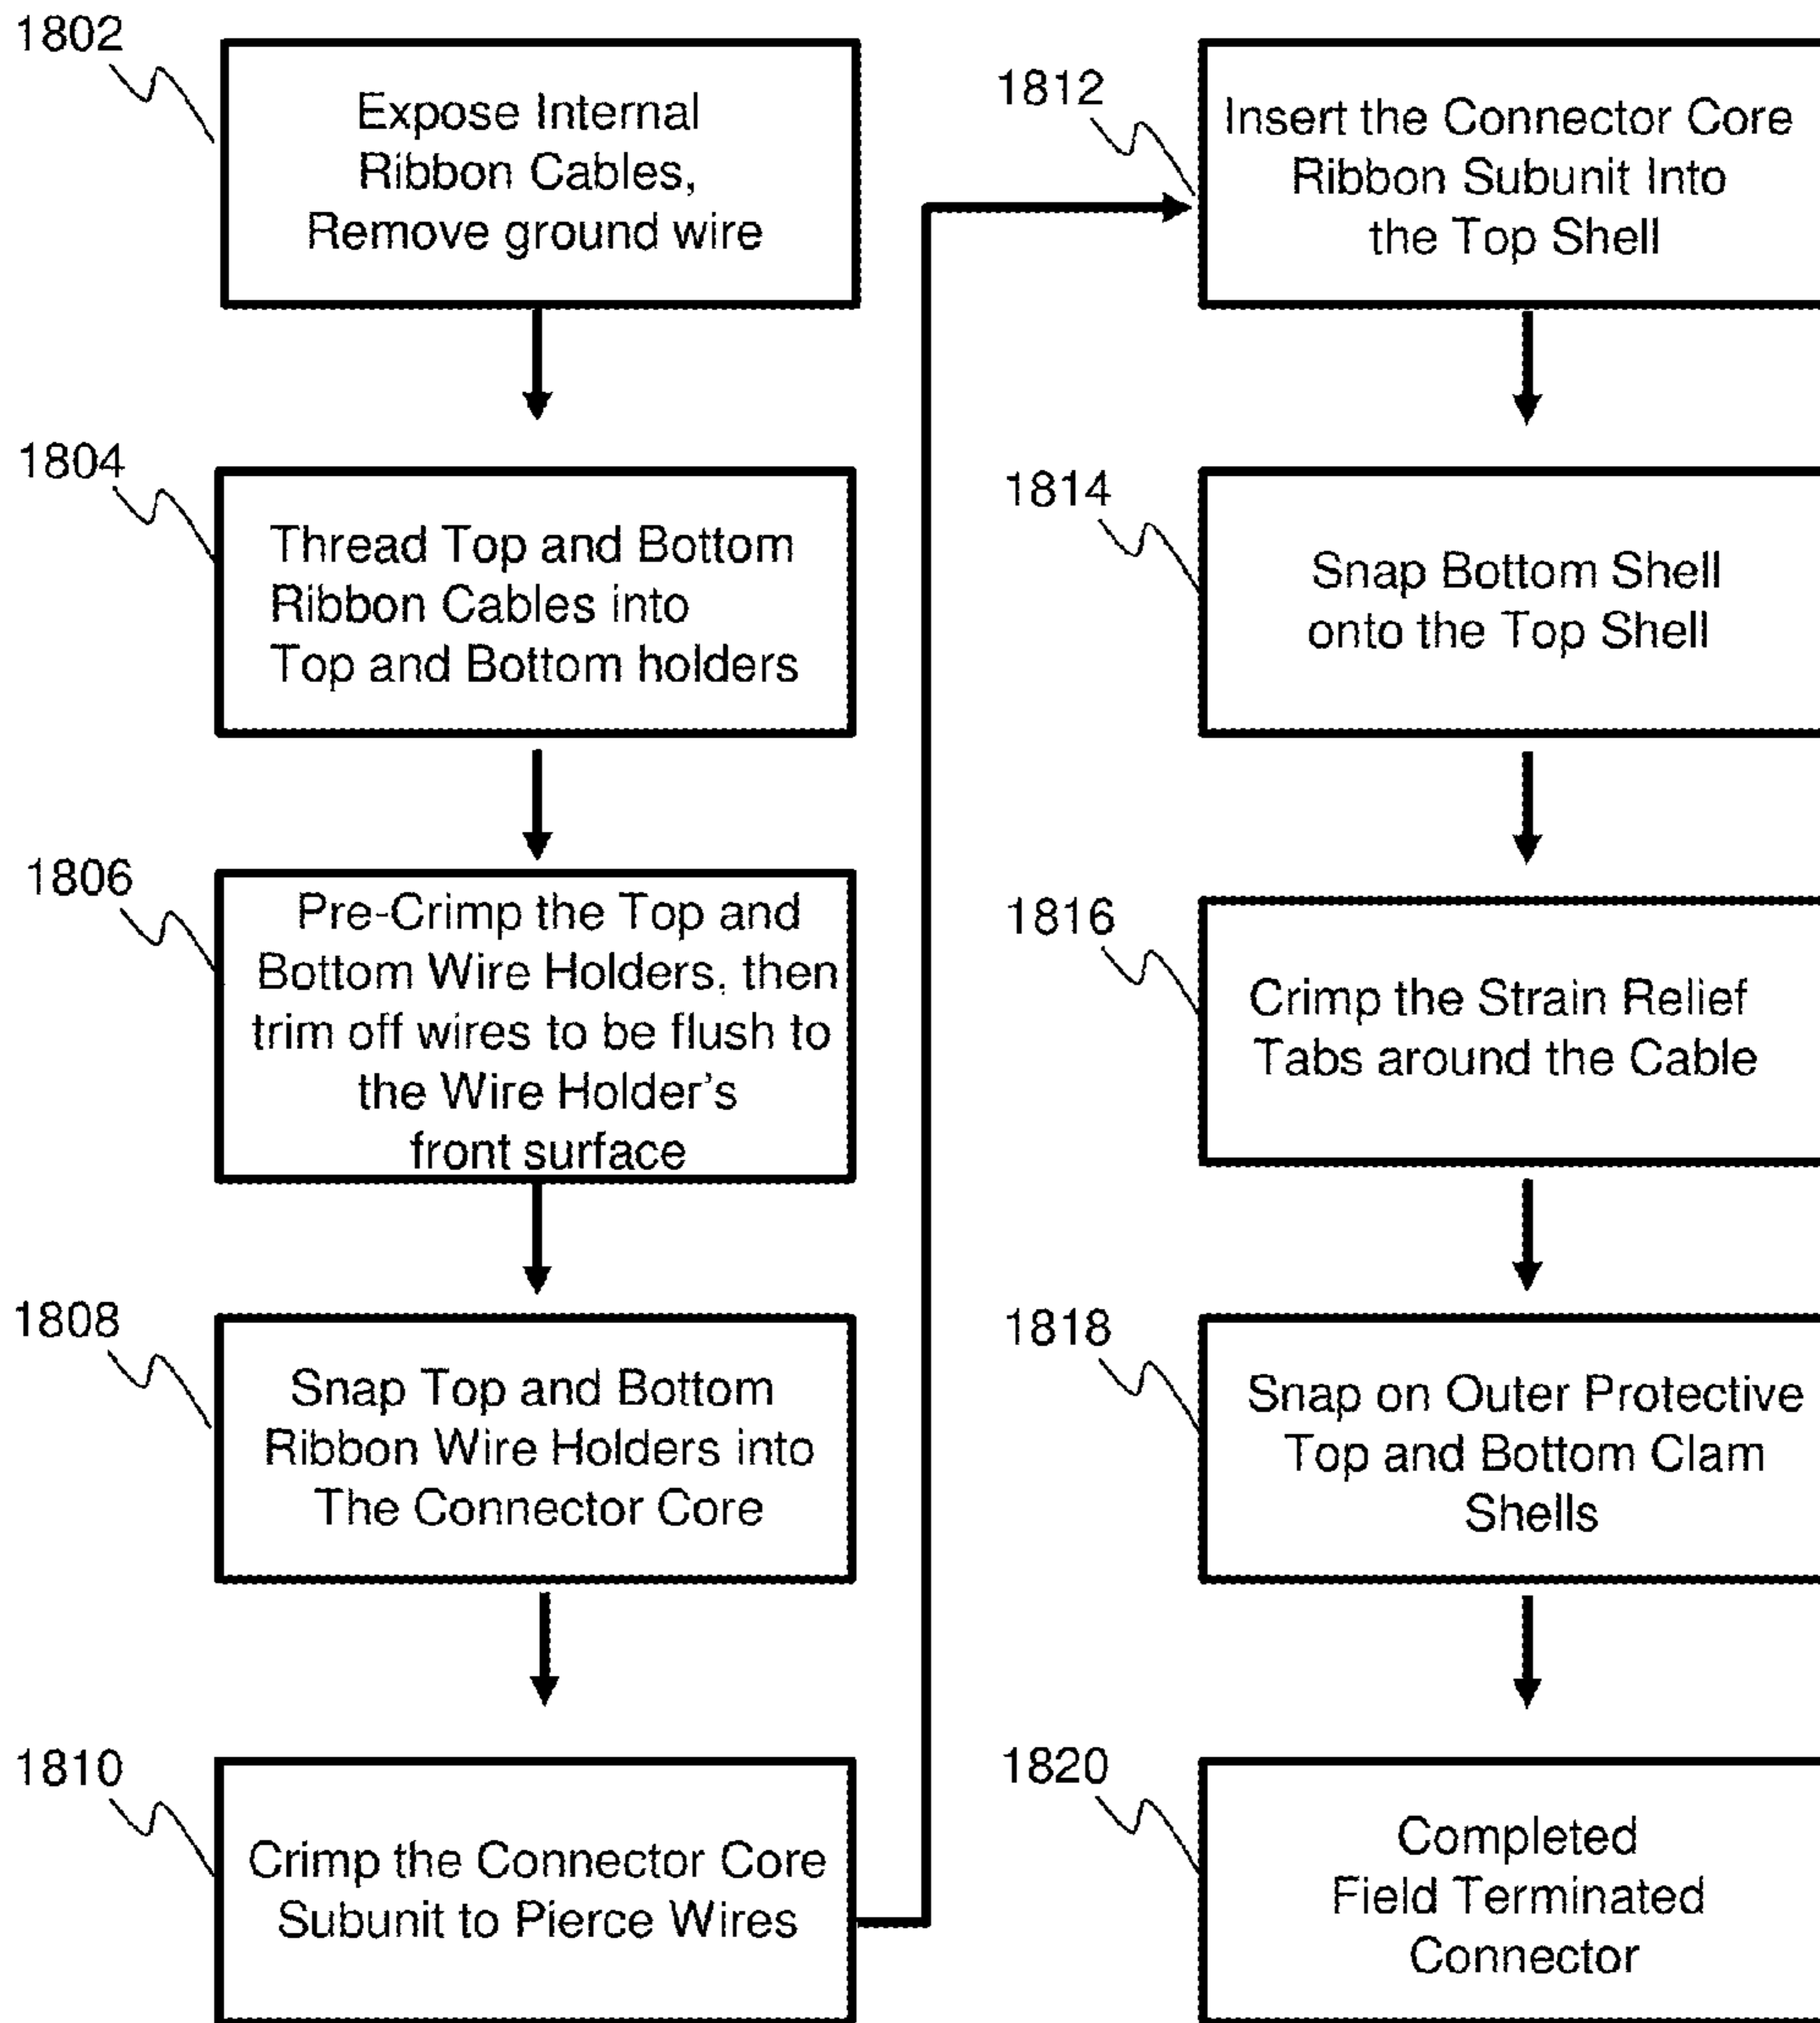 1802
Expose Internal
Ribbon Cables,
Remove ground wire
1804
Thread Top and Bottom
Ribbon Cables into
Top and Bottom holders
1806
Pre-Crimp the Top and
Bottom Wire Holders, then
trim off wires to be flush to
the Wire Holder's
front surface
1808
Snap Top and Bottom
Ribbon Wire Holders into
The Connector Core
1810
Crimp the Connector Core
Subunit to Pierce Wires
1812
Insert the Connector Core
Ribbon Subunit Into
the Top Shell
1814
Snap Bottom Shell
onto the Top Shell
1816
Crimp the Strain Relief
Tabs around the Cable
1818
Snap on Outer Protective
Top and Bottom Clam
Shells
1820
Completed
Field Terminated
Connector